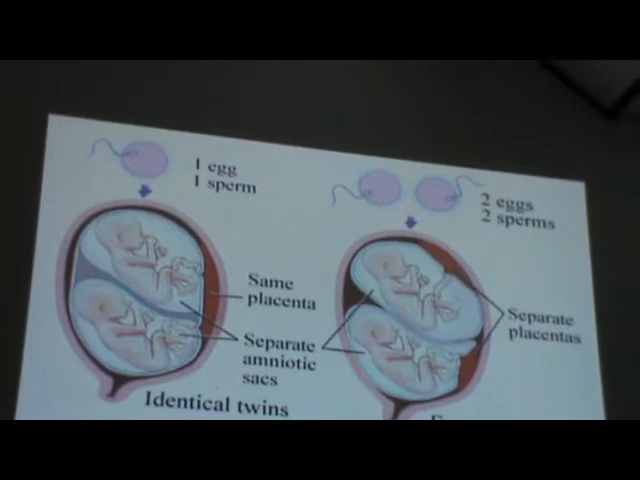 1 egg
1 sperm
2 eggs
2 sperms
Same
placenta
Separate
placentas
Separate
amniotic
sacs
Identical twins